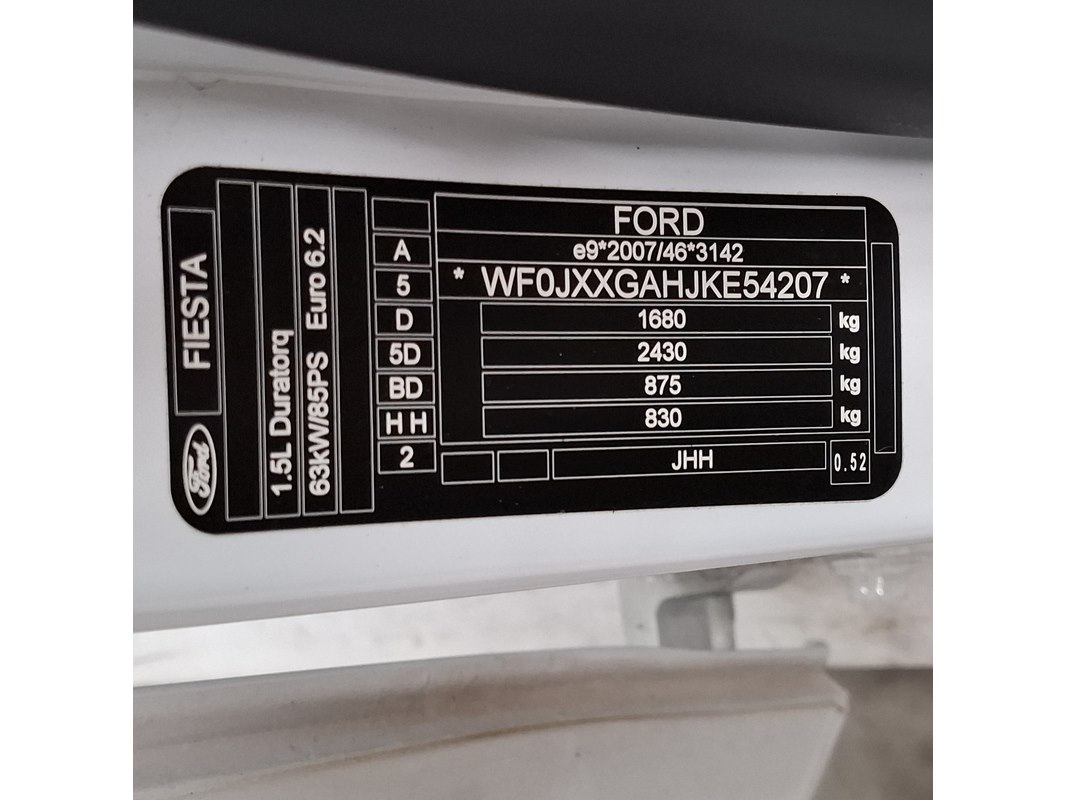 FORD
e9*2007/46*3142
* WF0JXXGAHJKE54207 *
1680 kg
2430 kg
875 kg
830 kg
JHH
0.52
A
5
D
5D
BD
H H
2
63kW/85PS Euro 6.2
1.5L Duratorq
FIESTA
Ford